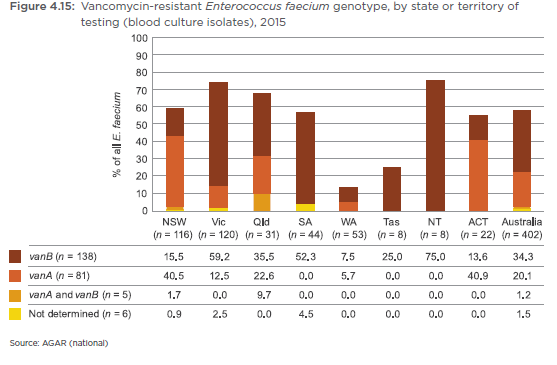 Figure 4.15: Vancomycin-resistant Enterococcus faecium genotype, by state or territory of
testing (blood culture isolates), 2015
% of all E. faecium
100
90
80
70
60
50
40
30
20
10
0
NSW Vic Qld SA WA Tas NT ACT Australia
(n = 116) (n = 120) (n = 31) (n = 44) (n = 53) (n = 8) (n = 8) (n = 22) (n = 402)
vanB (n = 138) 15.5 59.2 35.5 52.3 7.5 25.0 75.0 13.6 34.3
vanA (n = 81) 40.5 12.5 22.6 0.0 5.7 0.0 0.0 40.9 20.1
vanA and vanB (n = 5) 1.7 0.0 9.7 0.0 0.0 0.0 0.0 0.0 1.2
Not determined (n = 6) 0.9 2.5 0.0 4.5 0.0 0.0 0.0 0.0 1.5
Source: AGAR (national)